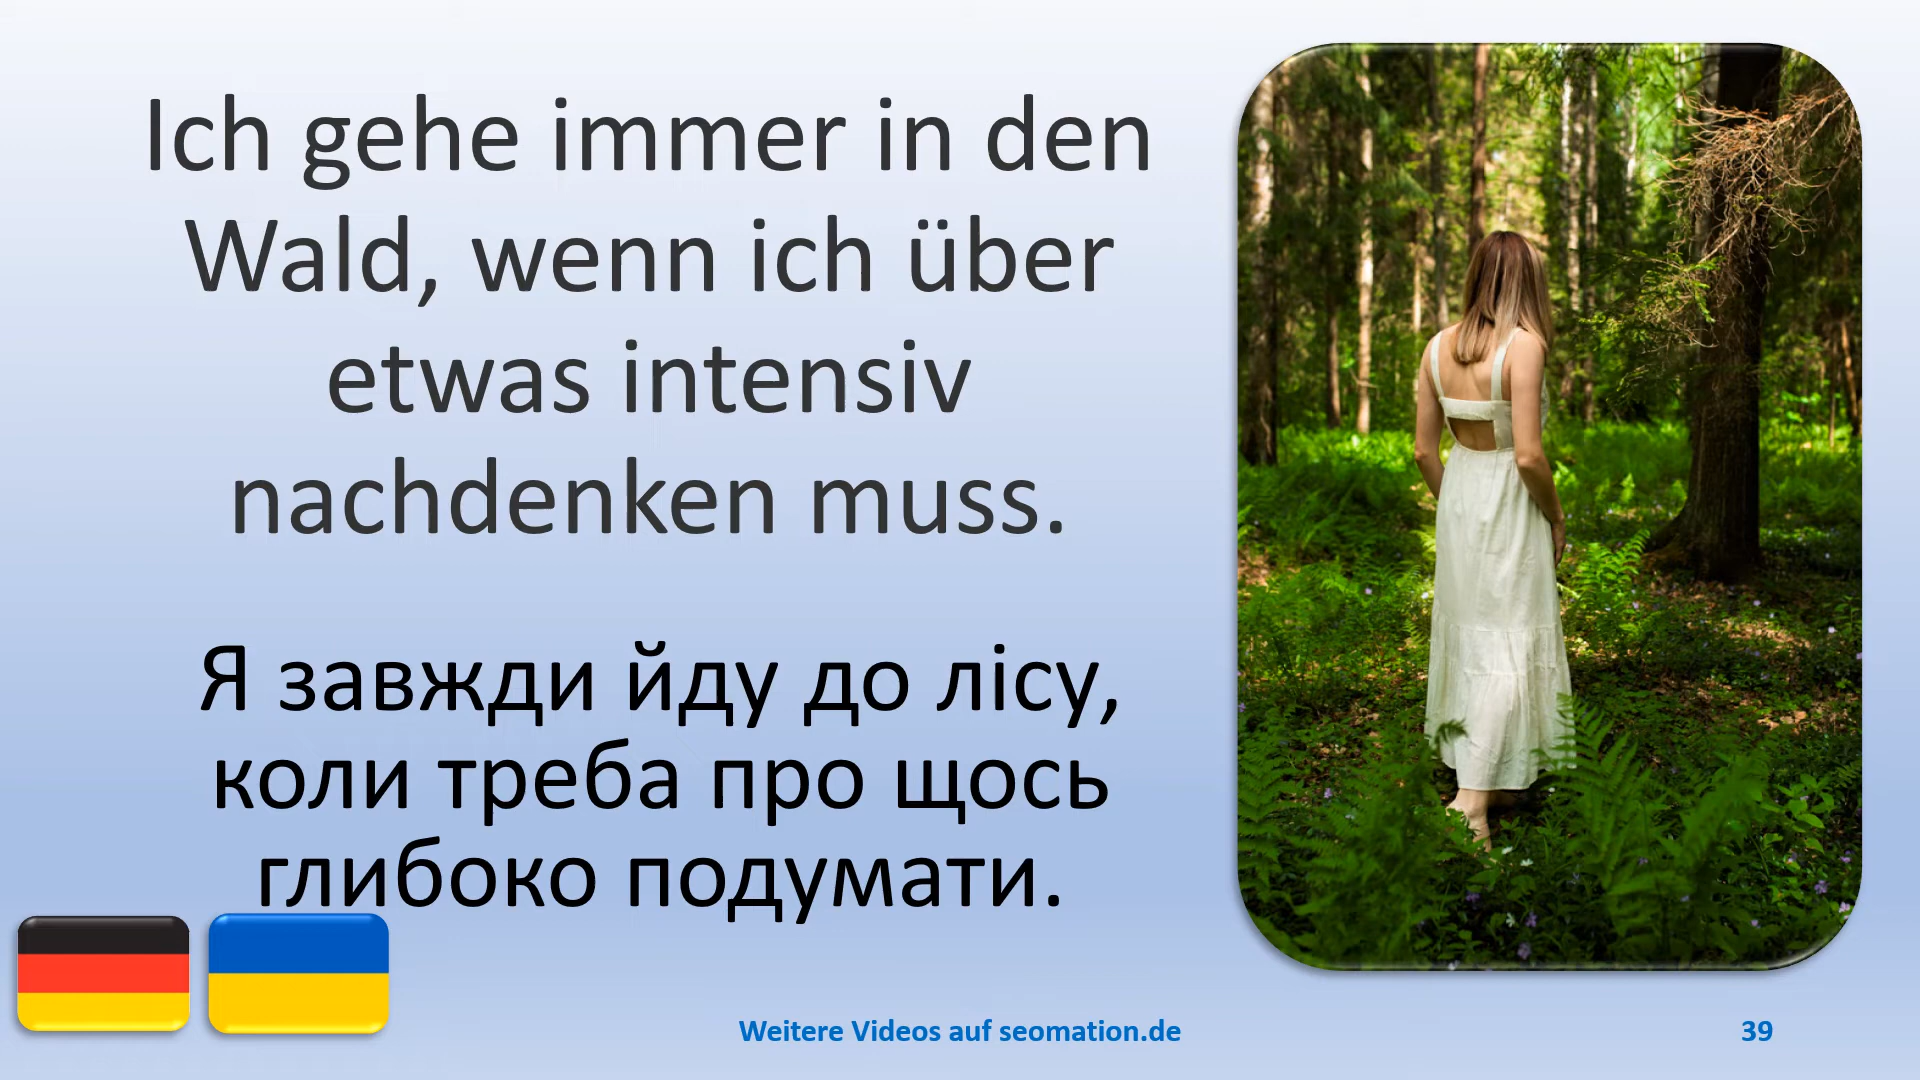 Ich gehe immer in den
Wald, wenn ich über
etwas intensiv
nachdenken muss.
Я завжди йду до лісу,
коли треба про щось
глибоко подумати.
Weitere Videos auf seomation.de
39